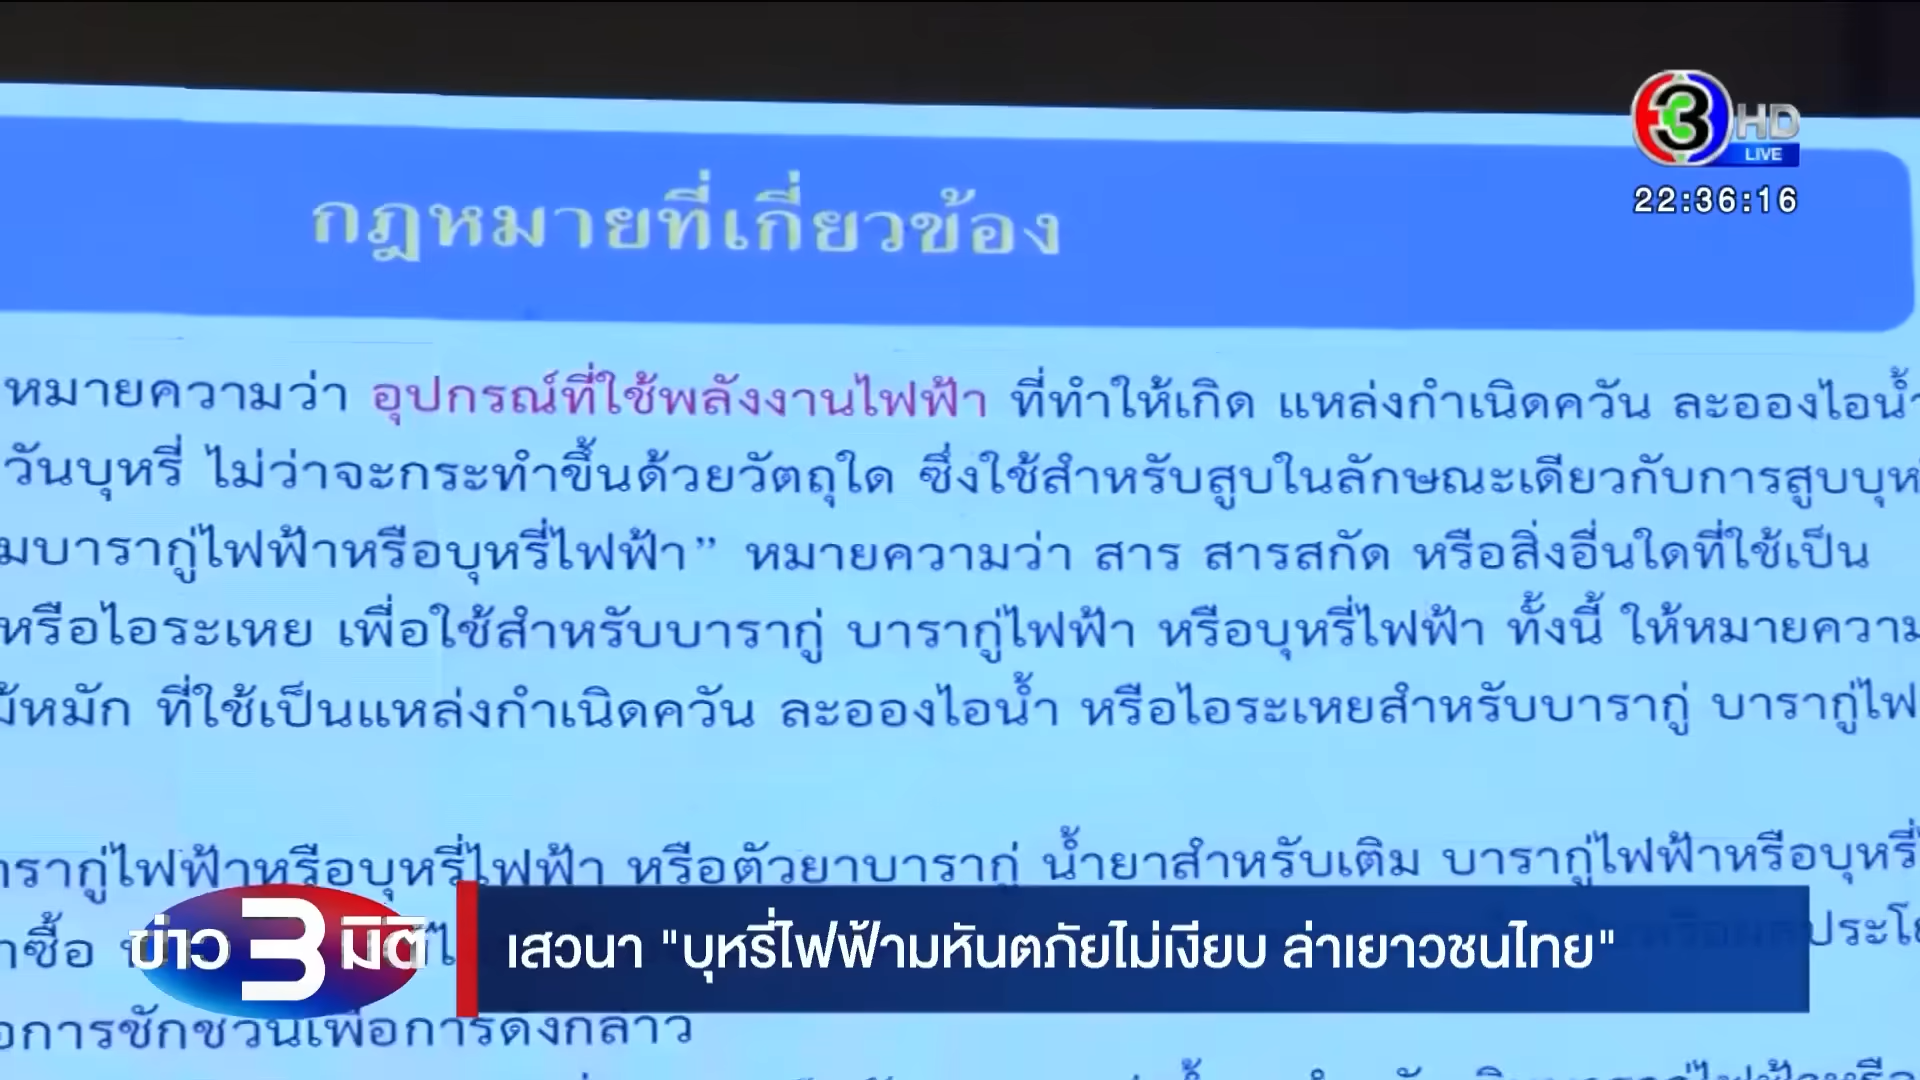 3 HD
LIVE
22:36:16
กฎหมายที่เกี่ยวข้อง
หมายความว่า อุปกรณ์ที่ใช้พลังงานไฟฟ้า ที่ทำให้เกิด แหล่งกำเนิดควัน ละอองไอน้ำ
วันบุหรี่ ไม่ว่าจะกระทำขึ้นด้วยวัตถุใด ซึ่งใช้สำหรับสูบในลักษณะเดียวกับการสูบบุห
มบารากู่ไฟฟ้าหรือบุหรี่ไฟฟ้า” หมายความว่า สาร สารสกัด หรือสิ่งอื่นใดที่ใช้เป็น
หรือไอระเหย เพื่อใช้สำหรับบารากู่ บารากู่ไฟฟ้า หรือบุหรี่ไฟฟ้า ทั้งนี้ ให้หมายความ
หมัก ที่ใช้เป็นแหล่งกำเนิดควัน ละอองไอน้ำ หรือไอระเหยสำหรับบารากู่ บารากู่ไฟ
ารากู่ไฟฟ้าหรือบุหรี่ไฟฟ้า หรือตัวยาบารากู่ น้ำยาสำหรับเติม บารากู่ไฟฟ้าหรือบุหรี่
ซื้อ ประโย
ข่าว 3 มิติ
เสวนา "บุหรี่ไฟฟ้ามหันตภัยไม่เงียบ ล่าเยาวชนไทย"
อการชักชวนเพื่อการดังกล่าว